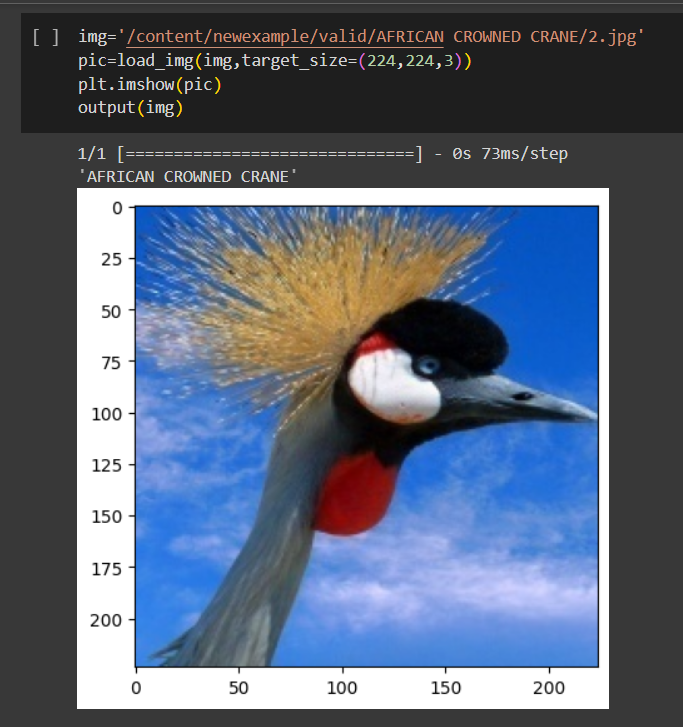 [ ] img='/content/newexample/valid/AFRICAN CROWNED CRANE/2.jpg'
pic=load_img(img,target_size=(224,224,3))
plt.imshow(pic)
output(img)
1/1 [==============================] - 0s 73ms/step
'AFRICAN CROWNED CRANE'
0
25
50
75
100
125
150
175
200
0 50 100 150 200